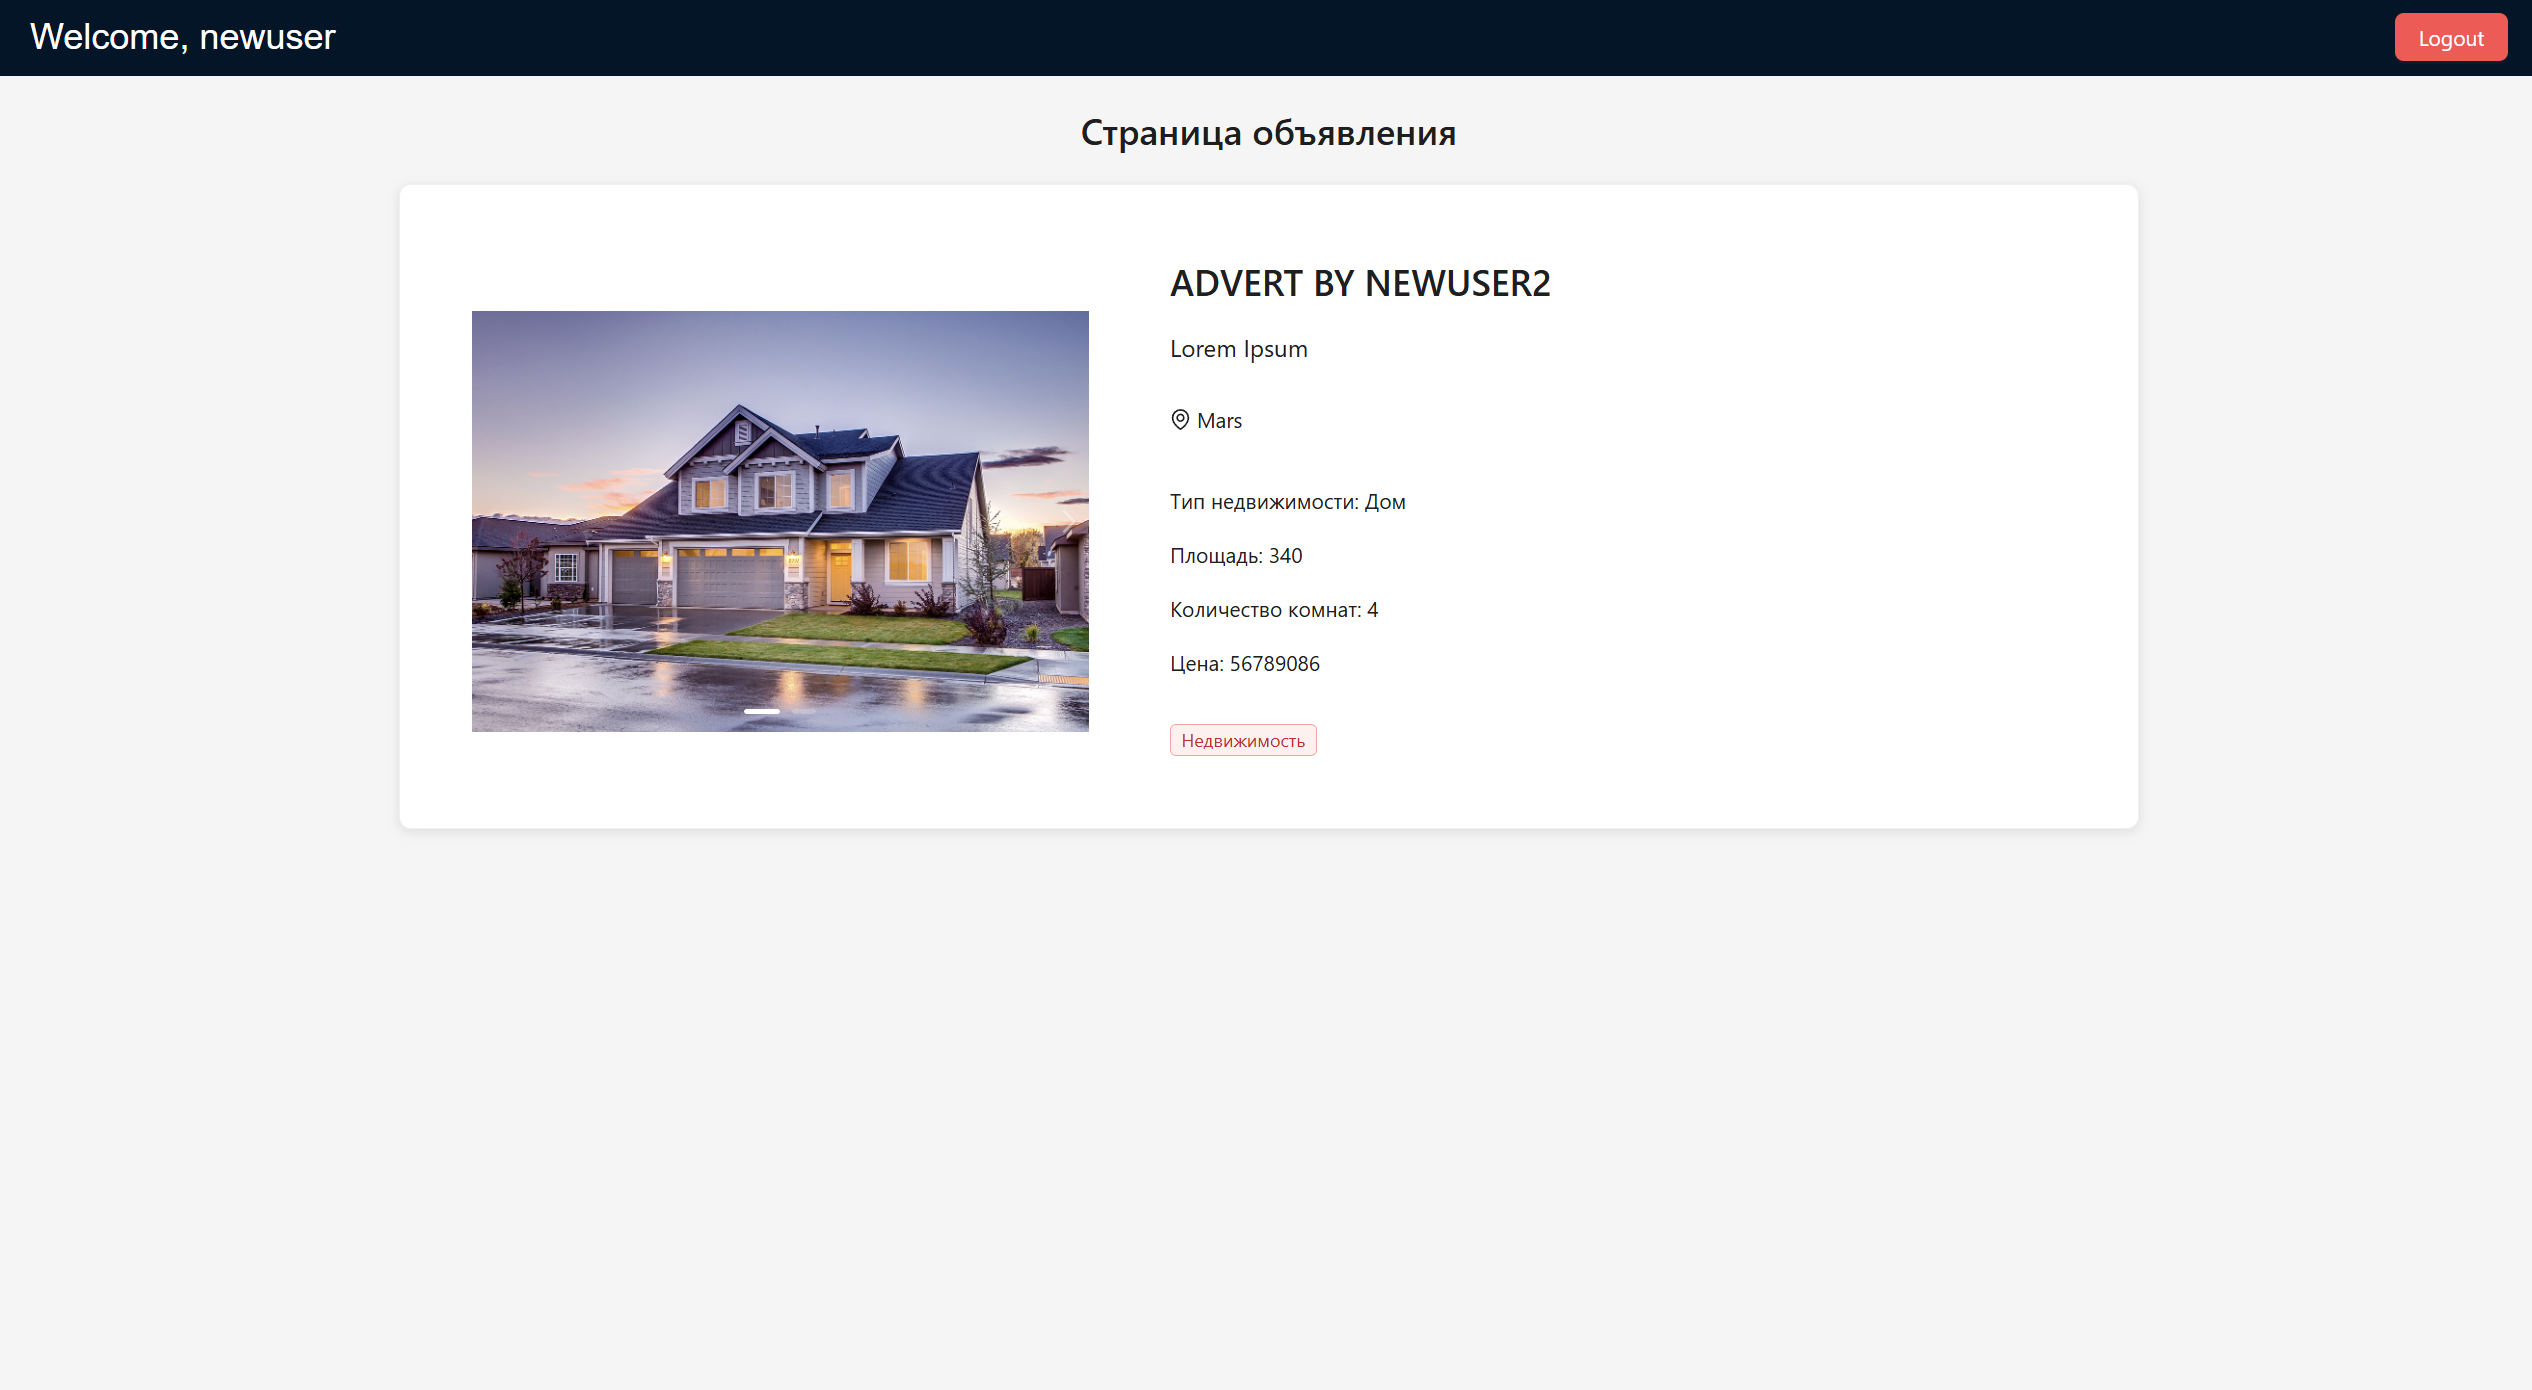 Welcome, newuser
Logout
Страница объявления
ADVERT BY NEWUSER2
Lorem Ipsum
Mars
Тип недвижимости: Дом
Площадь: 340
Количество комнат: 4
Цена: 56789086
Недвижимость